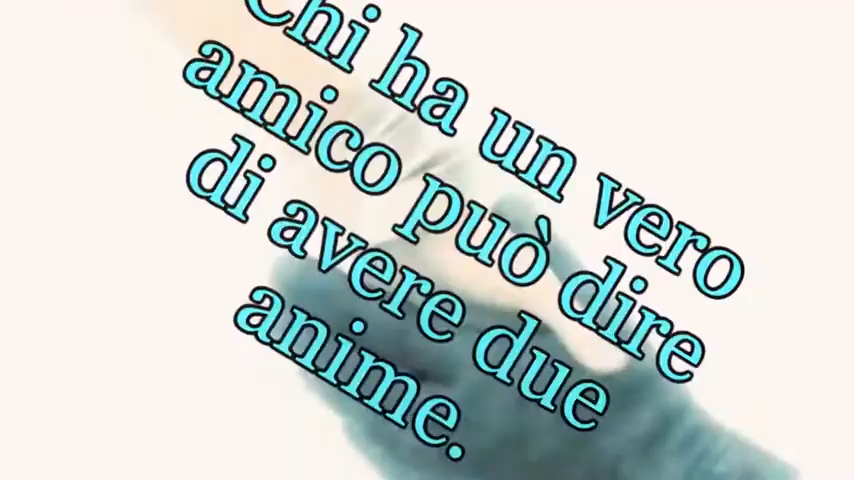 Chi ha un vero
amico può dire
di avere due
anime.